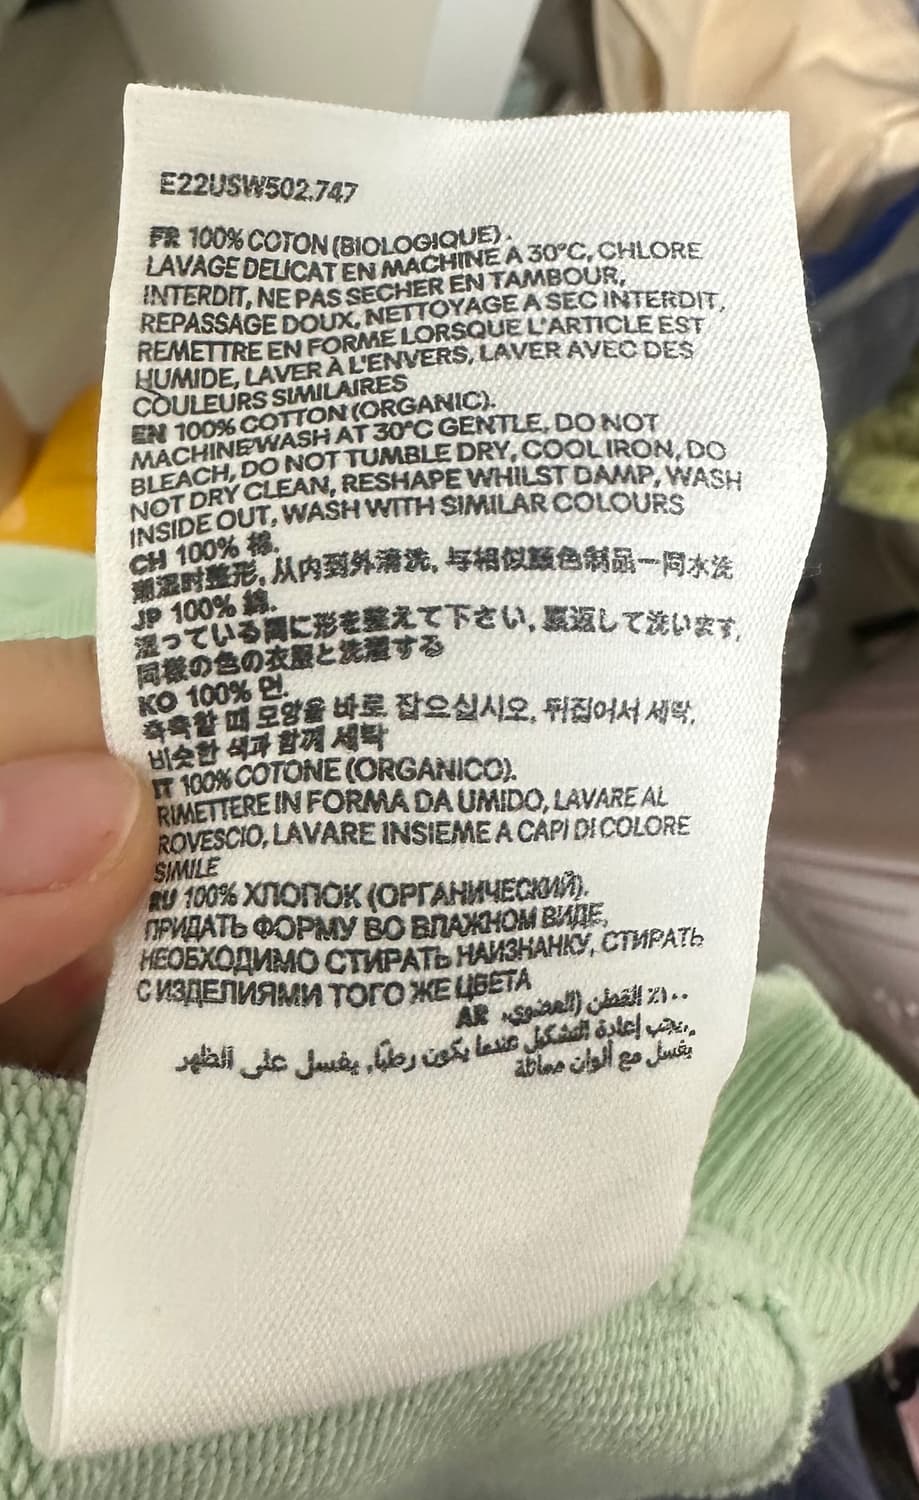 E22USW502.747
FR 100% COTON (BIOLOGIQUE).
LAVAGE DELICAT EN MACHINE A 30°C, CHLORE
INTERDIT, NE PAS SECHER EN TAMBOUR,
REPASSAGE DOUX, NETTOYAGE A SEC INTERDIT,
REMETTRE EN FORME LORSQUE L'ARTICLE EST
HUMIDE, LAVER À L'ENVERS, LAVER AVEC DES
COULEURS SIMILAIRES
EN 100% COTTON (ORGANIC).
MACHINE WASH AT 30°C GENTLE, DO NOT
BLEACH, DO NOT TUMBLE DRY, COOL IRON, DO
NOT DRY CLEAN, RESHAPE WHILST DAMP, WASH
INSIDE OUT, WASH WITH SIMILAR COLOURS
CH 100% 棉.
潮湿时整形, 从内到外清洗, 与相似颜色制品一同水洗
JP 100% 綿.
湿っている間に形を整えて下さい, 裏返して洗います,
同様の色の衣服と洗濯する
KO 100% 면.
축축할 때 모양을 바로 잡으십시오, 뒤집어서 세탁,
비슷한 색과 함께 세탁
IT 100% COTONE (ORGANICO).
RIMETTERE IN FORMA DA UMIDO, LAVARE AL
ROVESCIO, LAVARE INSIEME A CAPI DI COLORE
SIMILE
RU 100% ХЛОПОК (ОРГАНИЧЕСКИЙ).
ПРИДАТЬ ФОРМУ ВО ВЛАЖНОМ ВИДЕ,
НЕОБХОДИМО СТИРАТЬ НАИЗНАНКУ, СТИРАТЬ
С ИЗДЕЛИЯМИ ТОГО ЖЕ ЦВЕТА
١٠٠٪ القطن (العضوي. AR
يجب إعادة التشكيل عندما يكون رطبًا, يغسل على الظهر
يغسل مع ألوان مماثلة